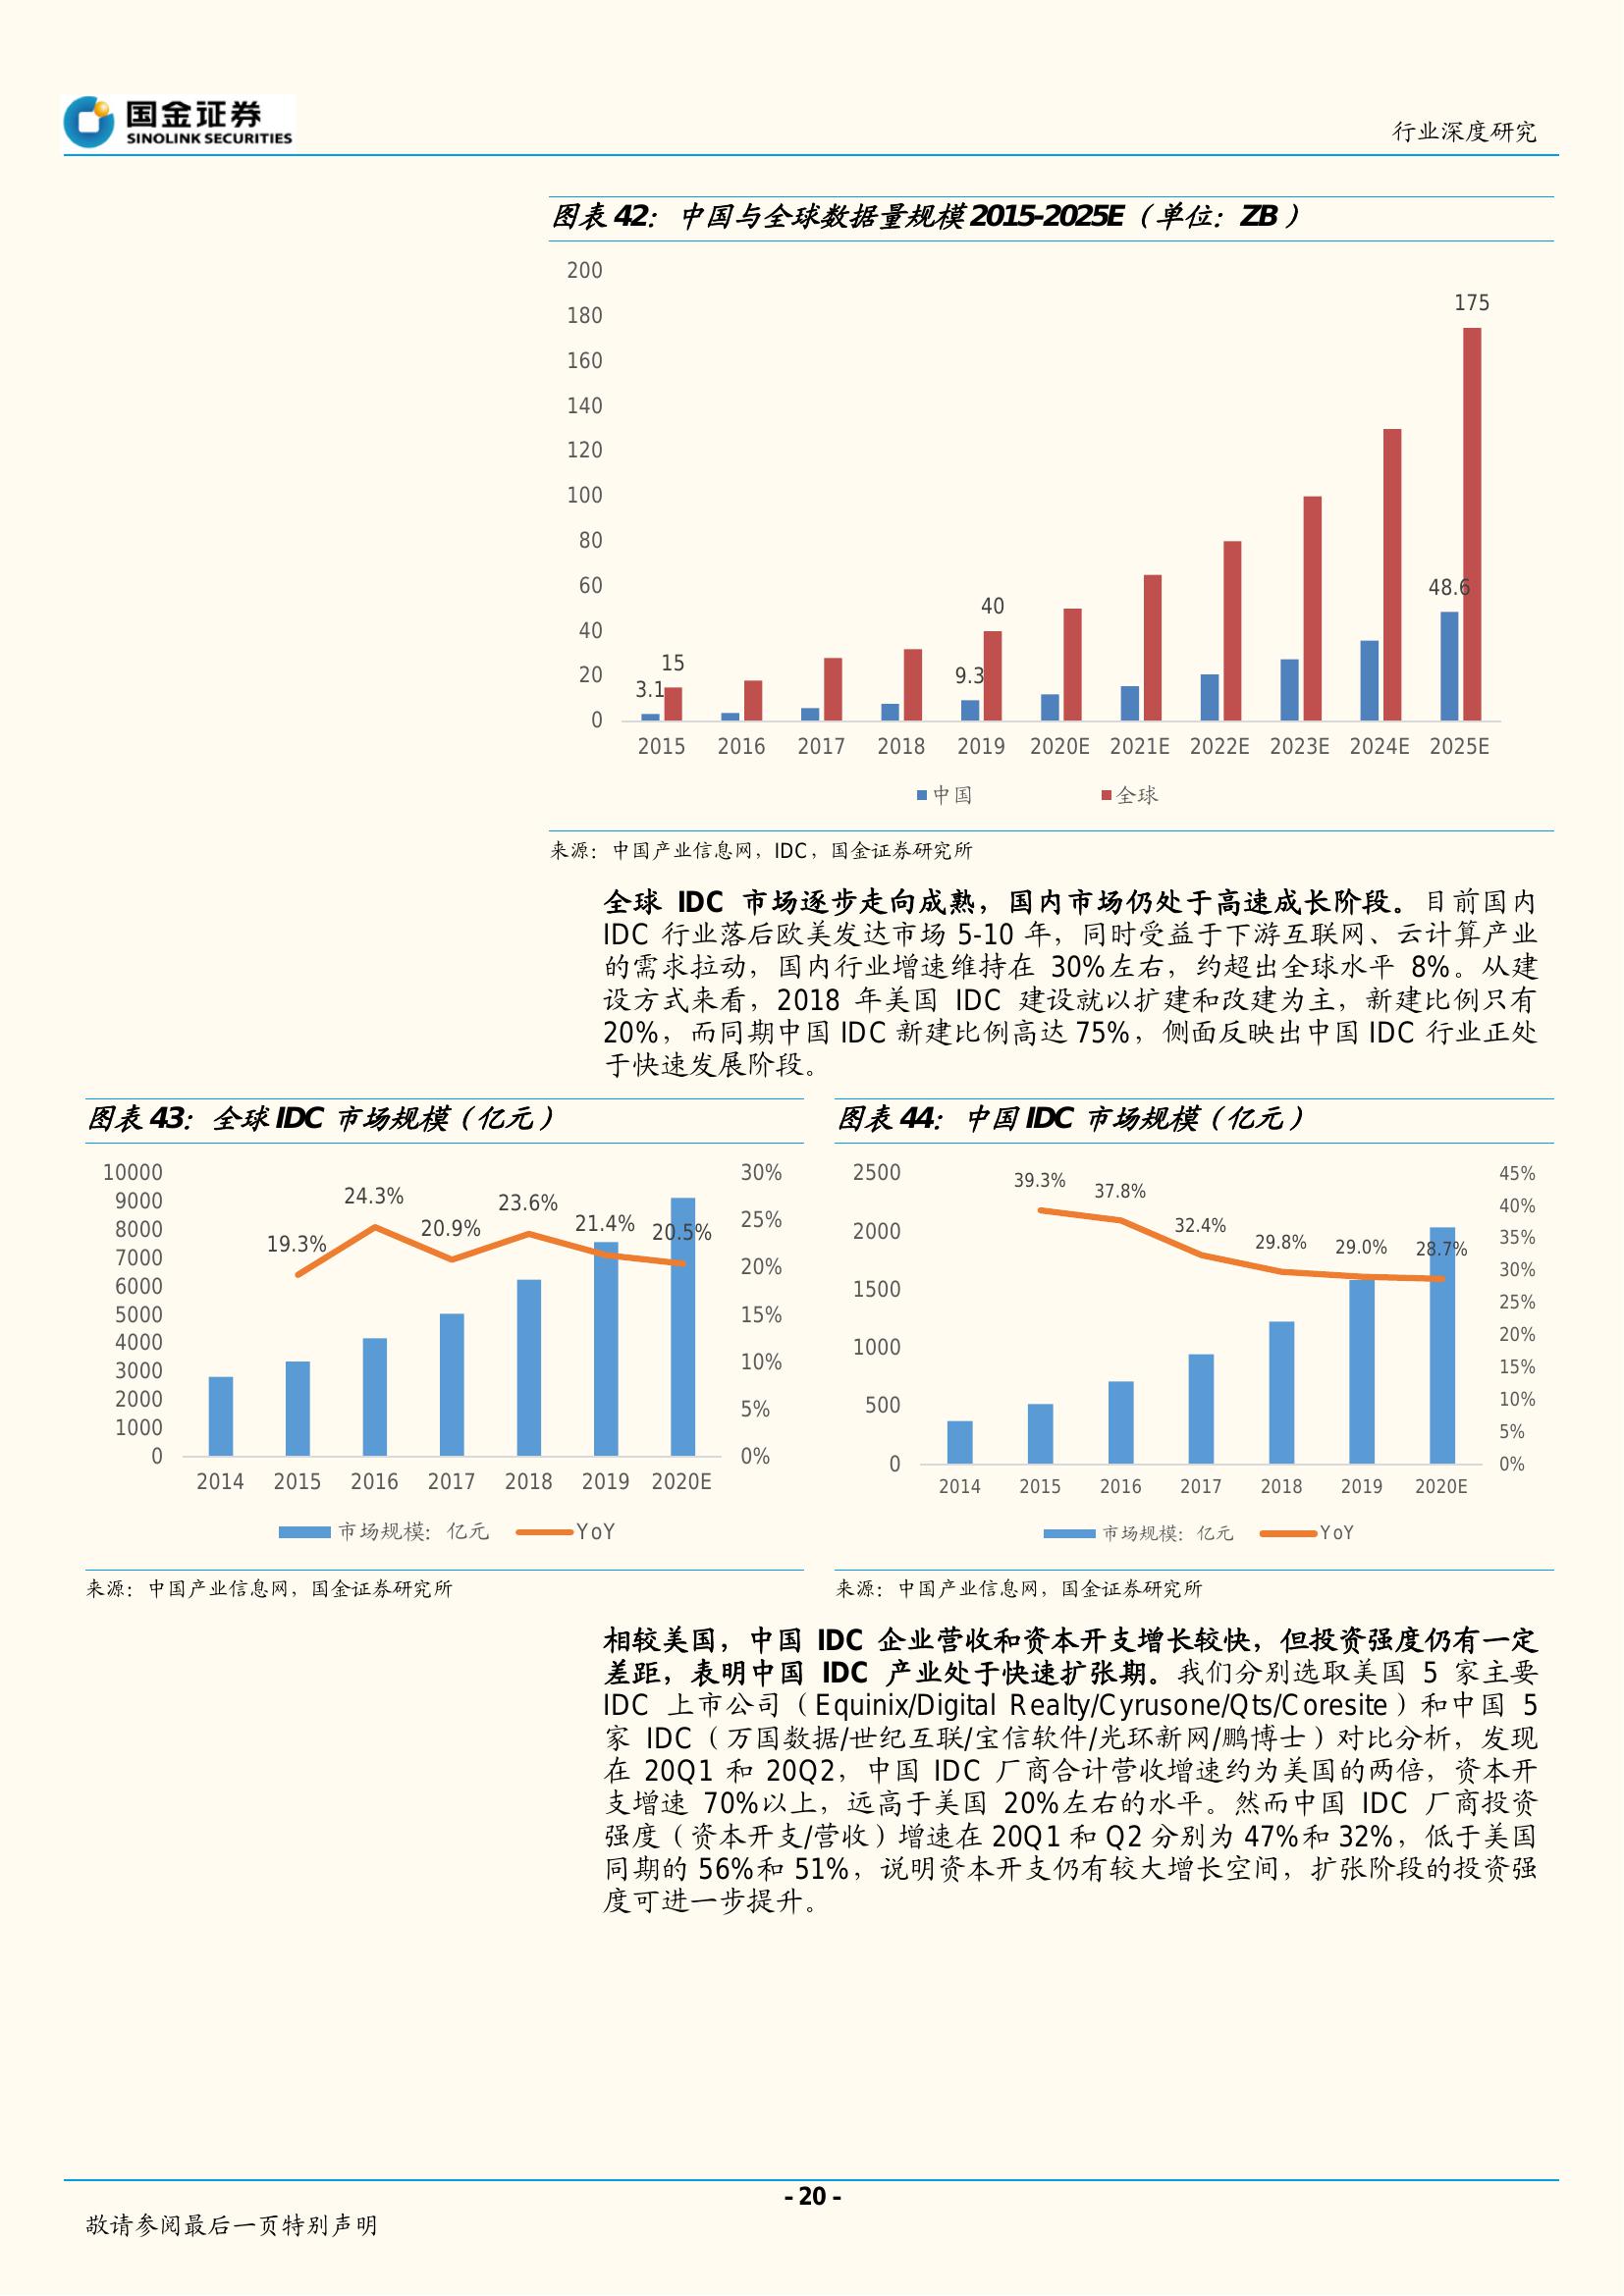 国金证券
SINOLINK SECURITIES
行业深度研究
图表 42：中国与全球数据量规模 2015-2025E（单位：ZB）
200
180
160
140
120
100
80
60
40
20
0
3.1
15
9.3
40
48.6
175
2015 2016 2017 2018 2019 2020E 2021E 2022E 2023E 2024E 2025E
中国 全球
来源：中国产业信息网，IDC，国金证券研究所
全球 IDC 市场逐步走向成熟，国内市场仍处于高速成长阶段。目前国内
IDC 行业落后欧美发达市场 5-10 年，同时受益于下游互联网、云计算产业
的需求拉动，国内行业增速维持在 30%左右，约超出全球水平 8%。从建
设方式来看，2018 年美国 IDC 建设就以扩建和改建为主，新建比例只有
20%，而同期中国 IDC 新建比例高达 75%，侧面反映出中国 IDC 行业正处
于快速发展阶段。
图表 43：全球 IDC 市场规模（亿元）
10000
9000
8000
7000
6000
5000
4000
3000
2000
1000
0
19.3% 24.3% 20.9% 23.6% 21.4% 20.5%
30%
25%
20%
15%
10%
5%
0%
2014 2015 2016 2017 2018 2019 2020E
市场规模：亿元 YoY
来源：中国产业信息网，国金证券研究所
图表 44：中国 IDC 市场规模（亿元）
2500
2000
1500
1000
500
0
39.3% 37.8% 32.4% 29.8% 29.0% 28.7%
45%
40%
35%
30%
25%
20%
15%
10%
5%
0%
2014 2015 2016 2017 2018 2019 2020E
市场规模：亿元 YoY
来源：中国产业信息网，国金证券研究所
相较美国，中国 IDC 企业营收和资本开支增长较快，但投资强度仍有一定
差距，表明中国 IDC 产业处于快速扩张期。我们分别选取美国 5 家主要
IDC 上市公司（Equinix/Digital Realty/Cyrusone/Qts/Coresite）和中国 5
家 IDC（万国数据/世纪互联/宝信软件/光环新网/鹏博士）对比分析，发现
在 20Q1 和 20Q2，中国 IDC 厂商合计营收增速约为美国的两倍，资本开
支增速 70%以上，远高于美国 20%左右的水平。然而中国 IDC 厂商投资
强度（资本开支/营收）增速在 20Q1 和 Q2 分别为 47%和 32%，低于美国
同期的 56%和 51%，说明资本开支仍有较大增长空间，扩张阶段的投资强
度可进一步提升。
- 20 -
敬请参阅最后一页特别声明